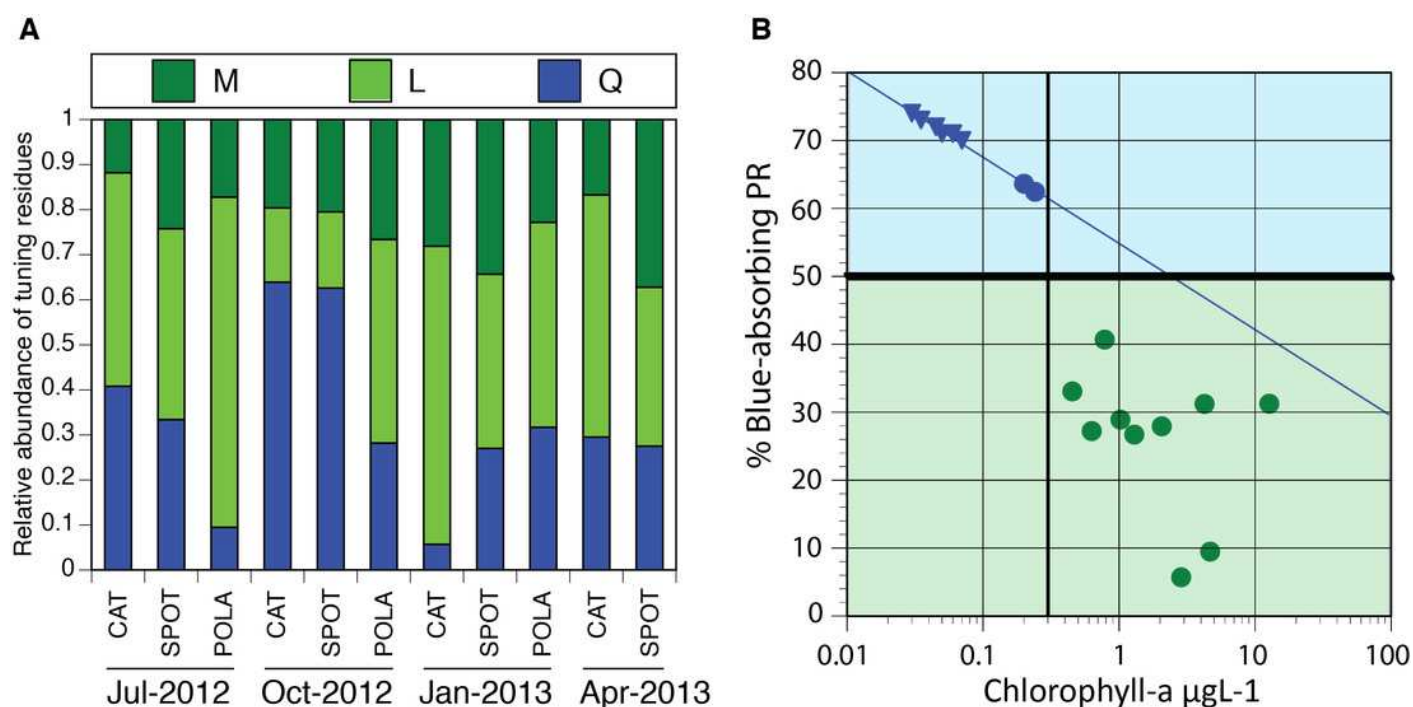 A
M L Q
Relative abundance of tuning residues
1
0.9
0.8
0.7
0.6
0.5
0.4
0.3
0.2
0.1
0
CAT SPOT POLA CAT SPOT POLA CAT SPOT POLA CAT SPOT
Jul-2012 Oct-2012 Jan-2013 Apr-2013
B
% Blue-absorbing PR
80
70
60
50
40
30
20
10
0
0.01 0.1 1 10 100
Chlorophyll-a µgL-1